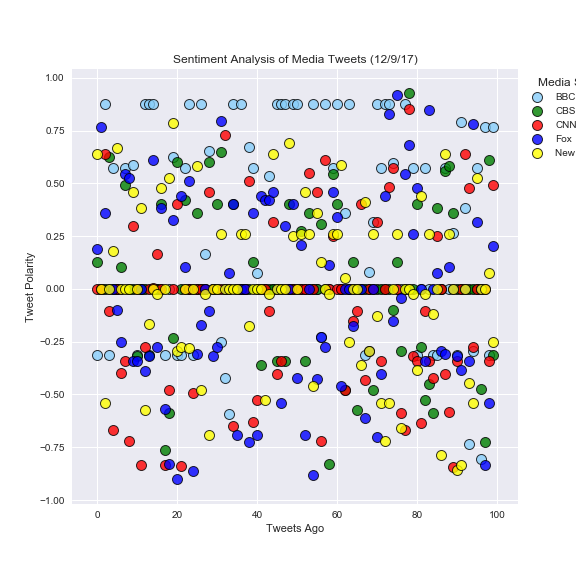 Sentiment Analysis of Media Tweets (12/9/17)
Media S
BBC
CBS
CNN
Fox
New
1.00
0.75
0.50
0.25
0.00
−0.25
−0.50
−0.75
−1.00
Tweet Polarity
0
20
40
60
80
100
Tweets Ago